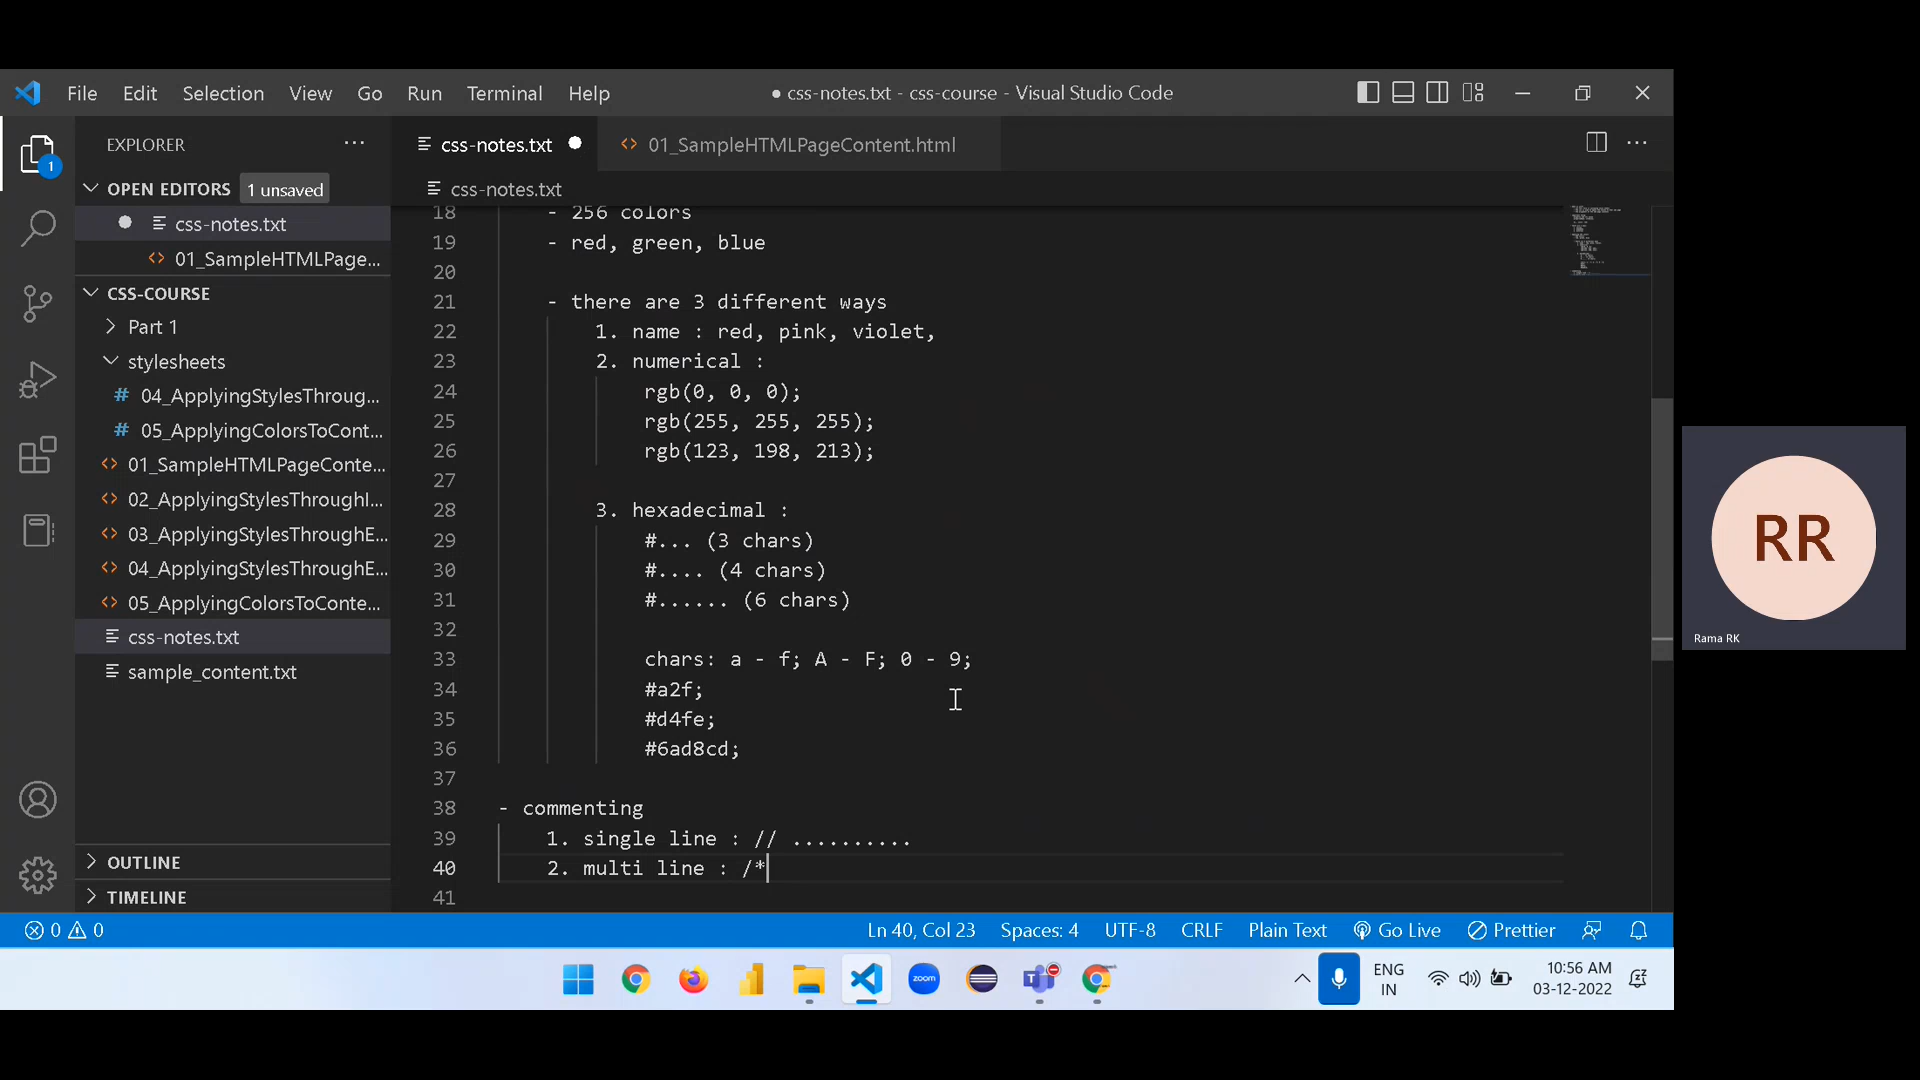 File Edit Selection View Go Run Terminal Help
● css-notes.txt - css-course - Visual Studio Code
EXPLORER
css-notes.txt
01_SampleHTMLPageContent.html
1
OPEN EDITORS 1 unsaved
css-notes.txt
css-notes.txt
01_SampleHTMLPage...
CSS-COURSE
Part 1
stylesheets
# 04_ApplyingStylesThroug...
# 05_ApplyingColorsToCont...
01_SampleHTMLPageConte...
02_ApplyingStylesThroughI...
03_ApplyingStylesThroughE...
04_ApplyingStylesThroughE...
05_ApplyingColorsToConte...
css-notes.txt
sample_content.txt
OUTLINE
TIMELINE
18 - 256 colors
19 - red, green, blue
20
21 - there are 3 different ways
22 1. name : red, pink, violet,
23 2. numerical :
24 rgb(0, 0, 0);
25 rgb(255, 255, 255);
26 rgb(123, 198, 213);
27
28 3. hexadecimal :
29 #... (3 chars)
30 #.... (4 chars)
31 #...... (6 chars)
32
33 chars: a - f; A - F; 0 - 9;
34 #a2f;
35 #d4fe;
36 #6ad8cd;
37
38 - commenting
39 1. single line : // ..........
40 2. multi line : /*
41
RR
Rama RK
0 0 Ln 40, Col 23 Spaces: 4 UTF-8 CRLF Plain Text Go Live Prettier
zoom
ENG
IN
10:56 AM
03-12-2022